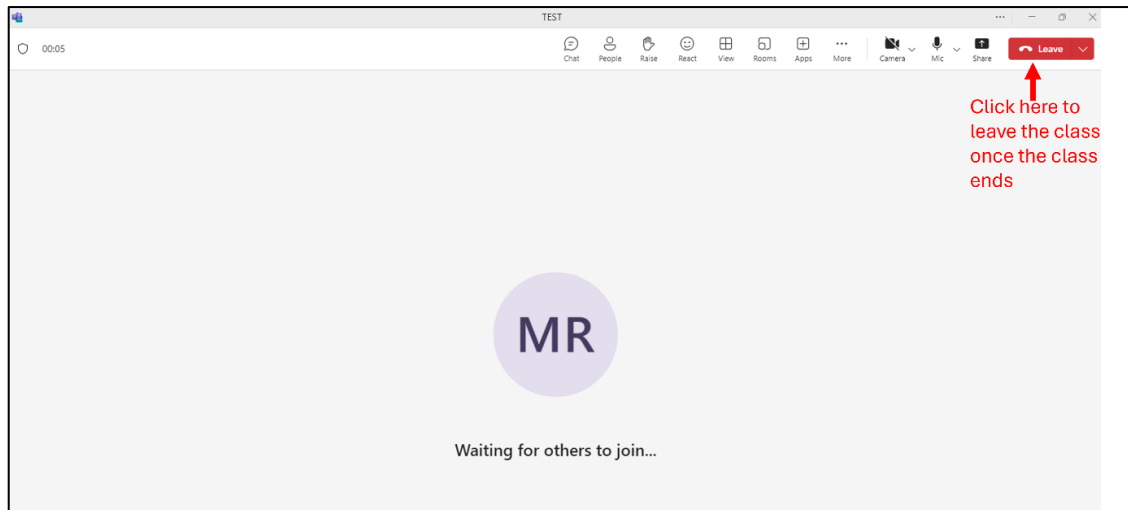 TEST
00:05
Chat People Raise React View Rooms Apps More Camera Mic Share Leave
Click here to
leave the class
once the class
ends
MR
Waiting for others to join...